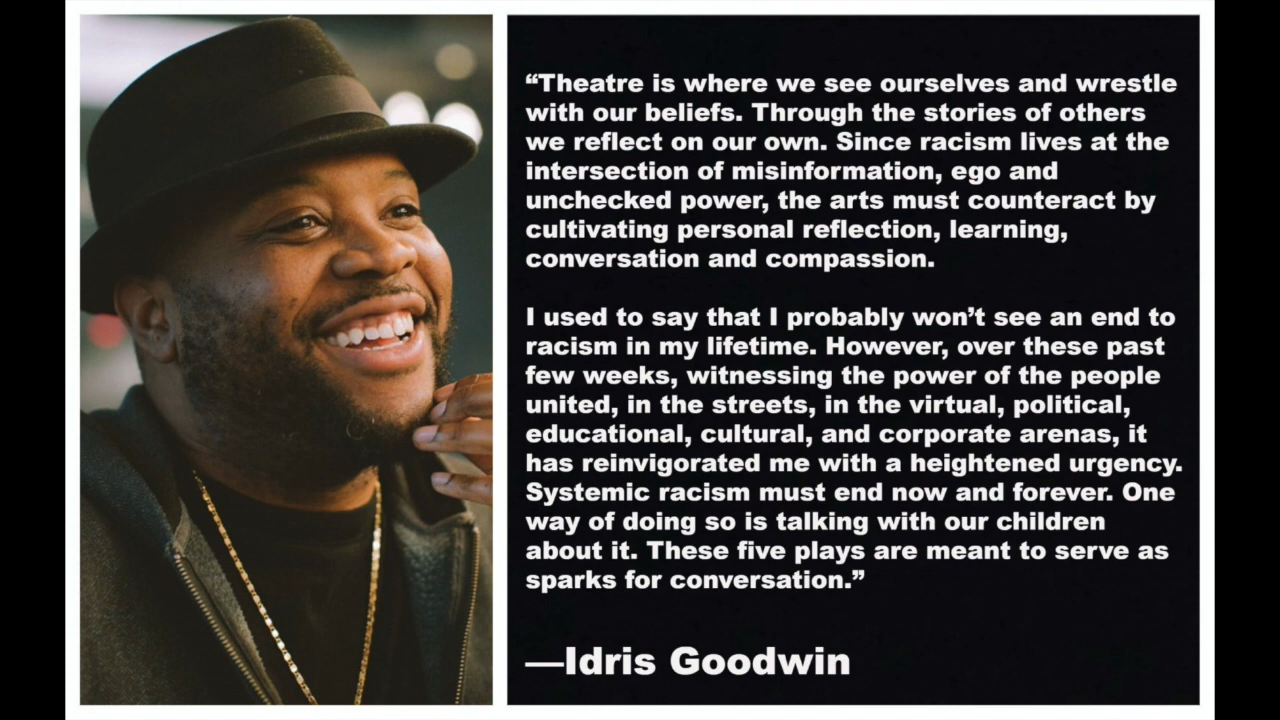 “Theatre is where we see ourselves and wrestle
with our beliefs. Through the stories of others
we reflect on our own. Since racism lives at the
intersection of misinformation, ego and
unchecked power, the arts must counteract by
cultivating personal reflection, learning,
conversation and compassion.
I used to say that I probably won’t see an end to
racism in my lifetime. However, over these past
few weeks, witnessing the power of the people
united, in the streets, in the virtual, political,
educational, cultural, and corporate arenas, it
has reinvigorated me with a heightened urgency.
Systemic racism must end now and forever. One
way of doing so is talking with our children
about it. These five plays are meant to serve as
sparks for conversation.”
—Idris Goodwin